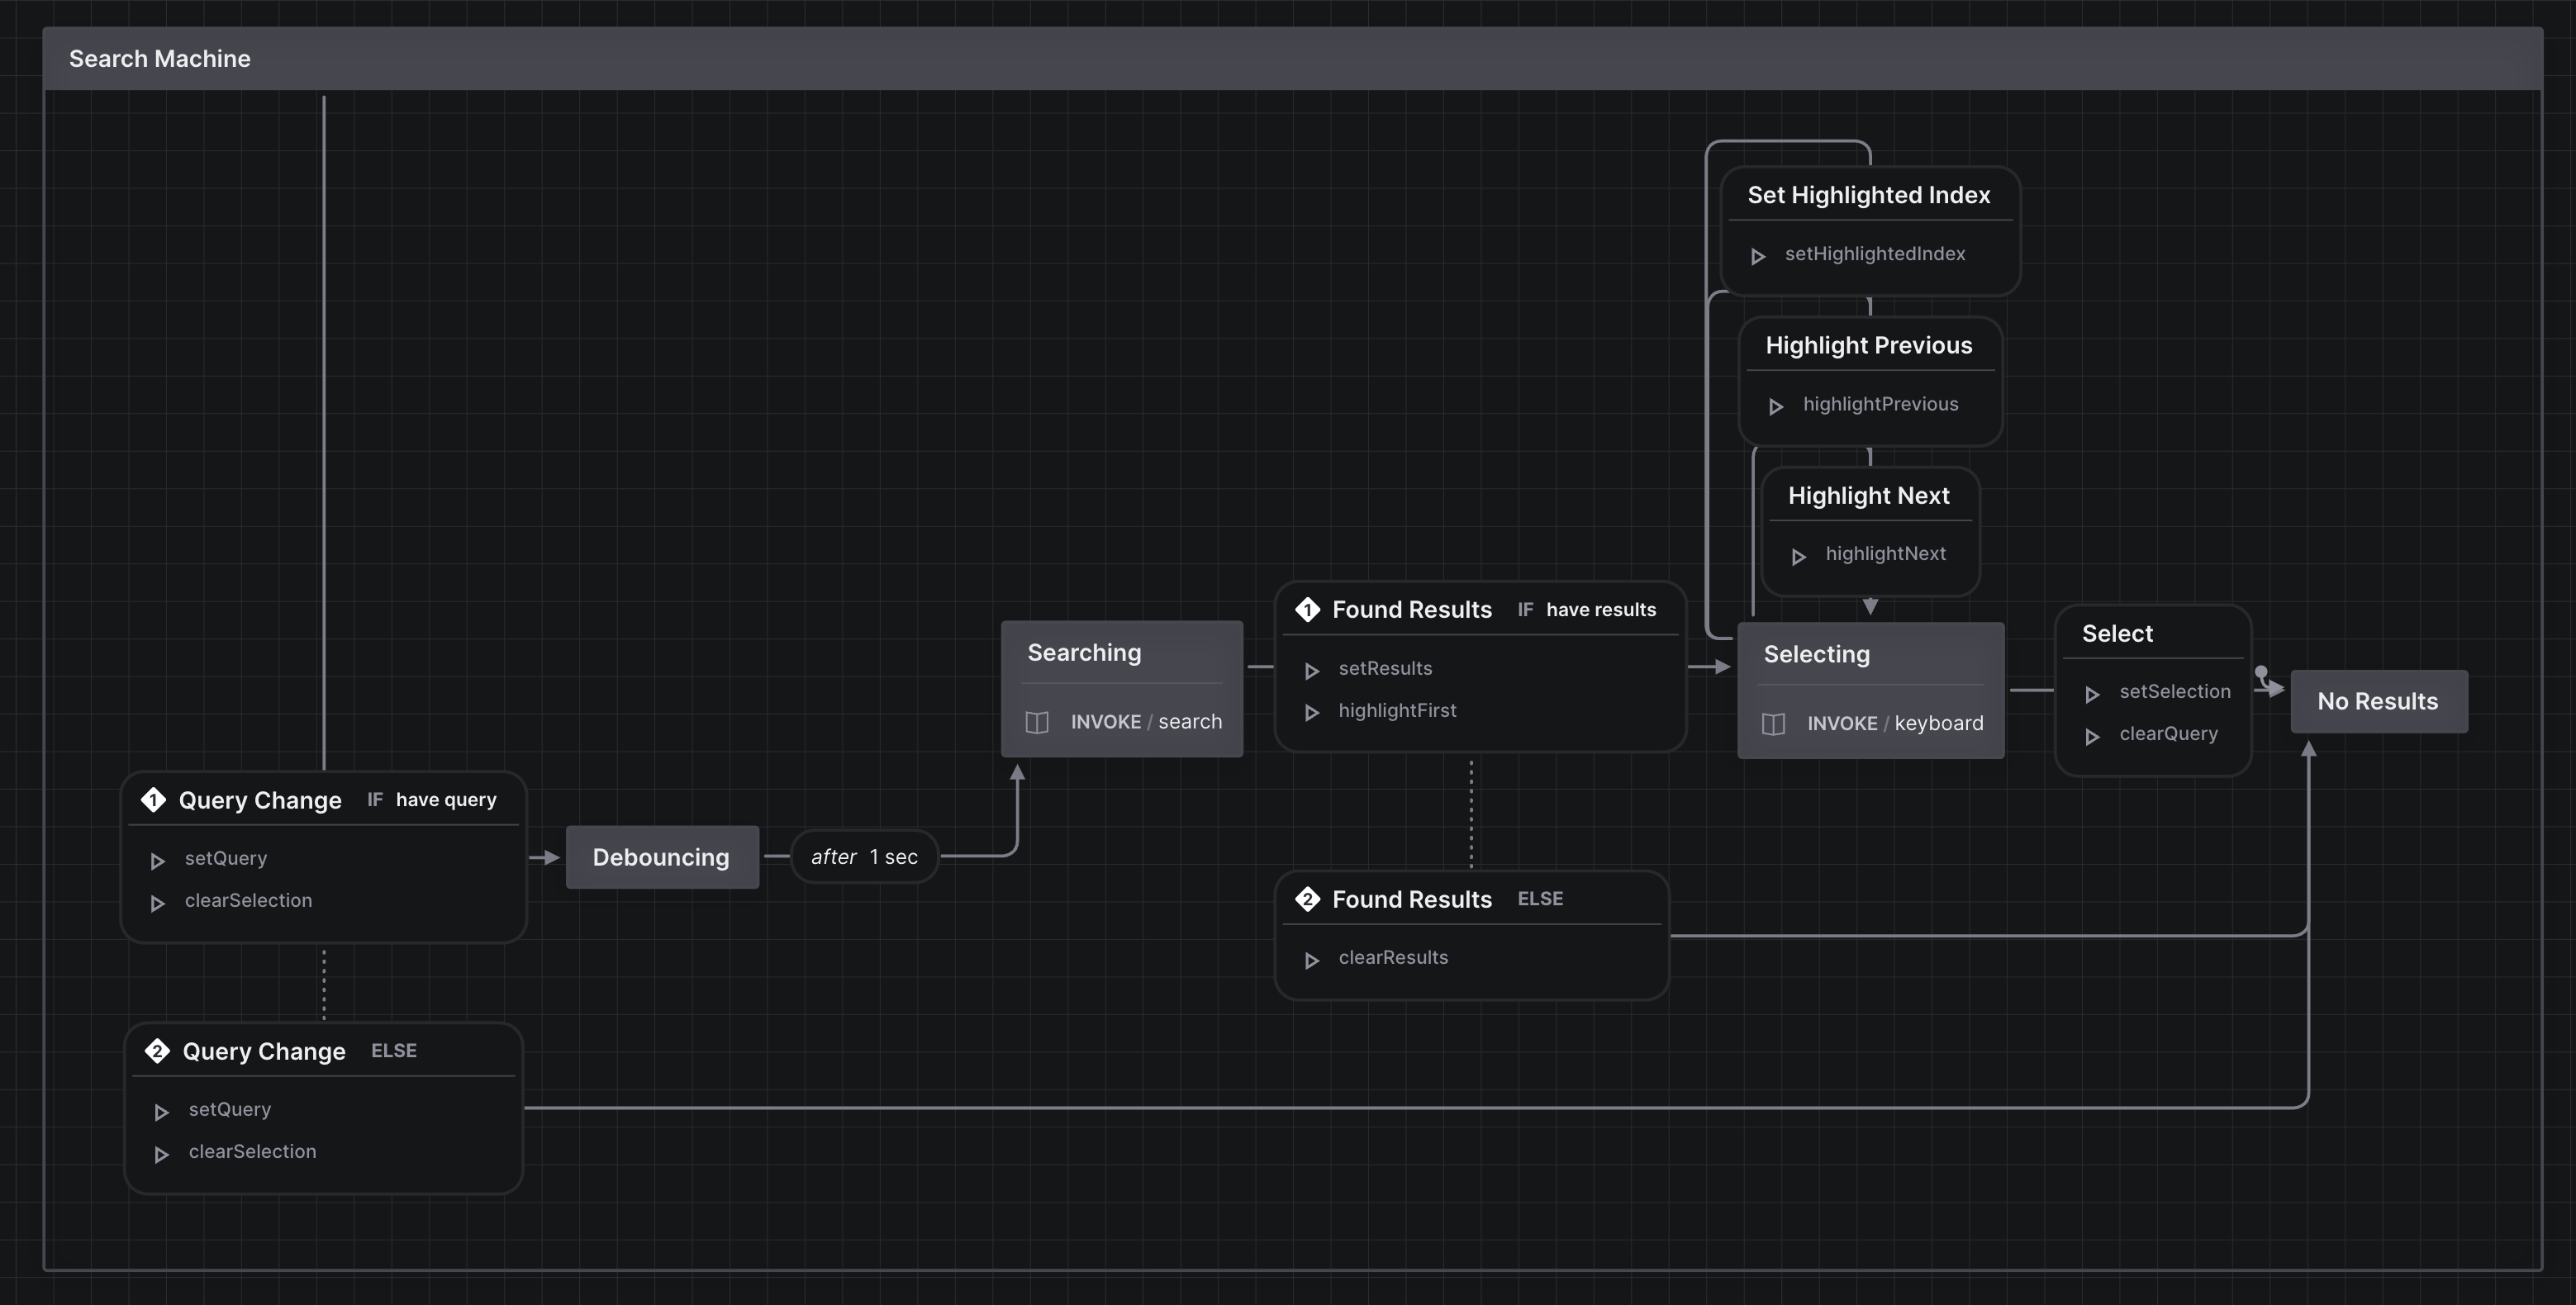 Search Machine
Set Highlighted Index
setHighlightedIndex
Highlight Previous
highlightPrevious
Highlight Next
highlightNext
1 Found Results IF have results
setResults
highlightFirst
Searching
INVOKE / search
Selecting
INVOKE / keyboard
Select
setSelection
clearQuery
No Results
1 Query Change IF have query
setQuery
clearSelection
Debouncing
after 1 sec
2 Found Results ELSE
clearResults
2 Query Change ELSE
setQuery
clearSelection